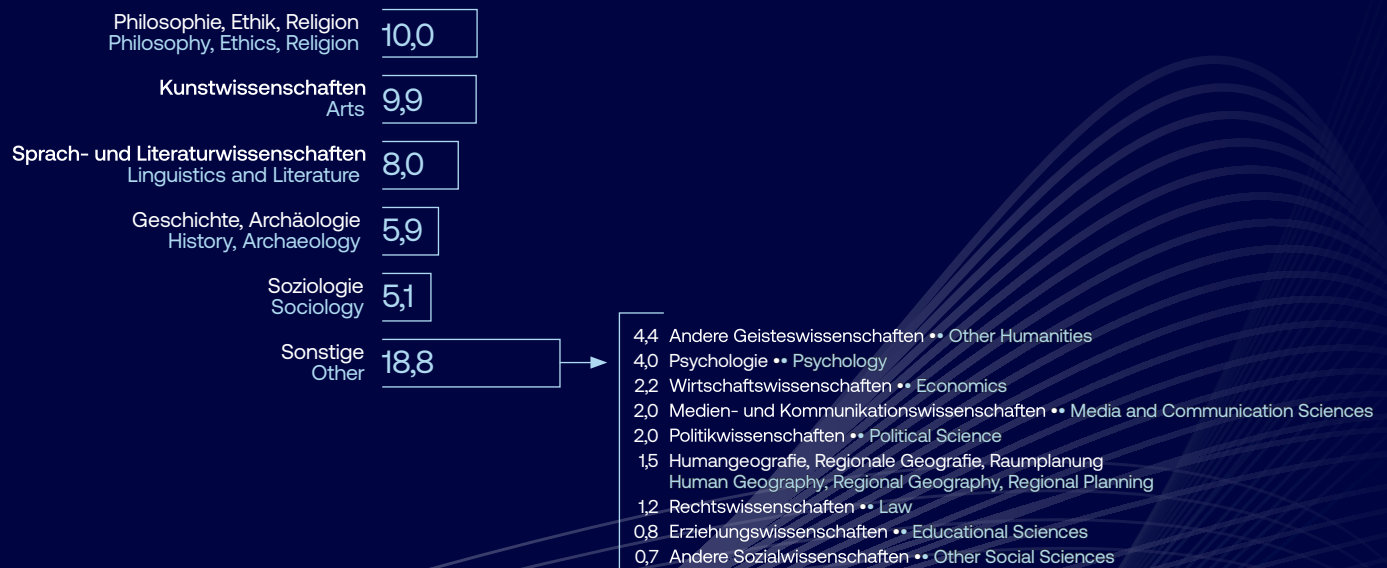 Philosophie, Ethik, Religion
Philosophy, Ethics, Religion
10,0
Kunstwissenschaften
Arts
9,9
Sprach- und Literaturwissenschaften
Linguistics and Literature
8,0
Geschichte, Archäologie
History, Archaeology
5,9
Soziologie
Sociology
5,1
Sonstige
Other
18,8
4,4 Andere Geisteswissenschaften •• Other Humanities
4,0 Psychologie •• Psychology
2,2 Wirtschaftswissenschaften •• Economics
2,0 Medien- und Kommunikationswissenschaften •• Media and Communication Sciences
2,0 Politikwissenschaften •• Political Science
1,5 Humangeografie, Regionale Geografie, Raumplanung
Human Geography, Regional Geography, Regional Planning
1,2 Rechtswissenschaften •• Law
0,8 Erziehungswissenschaften •• Educational Sciences
0,7 Andere Sozialwissenschaften •• Other Social Sciences